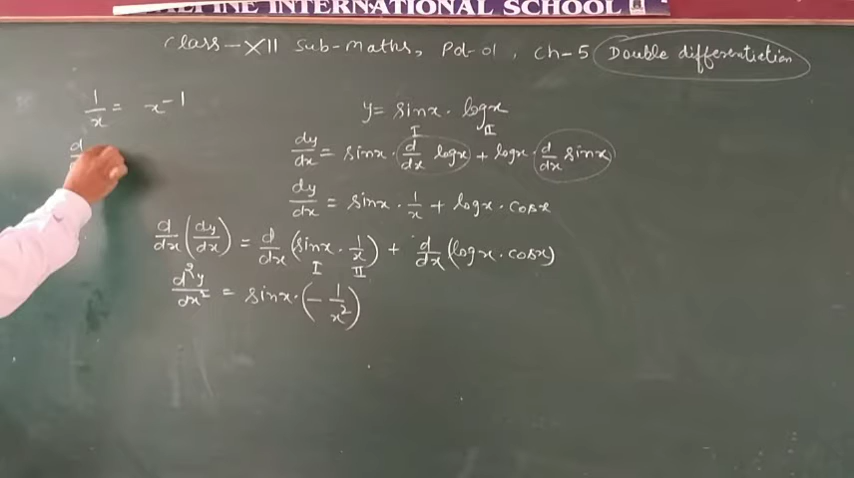 INTERNATIONAL SCHOOL
Class-XII Sub-Maths, Pd-01, Ch-5 Double differentiation
1/x = x⁻¹
y = sinx . logx
I II
dy/dx = sinx . d/dx logx + logx . d/dx sinx
dy/dx = sinx . 1/x + logx . cosx
d/dx (dy/dx) = d/dx (sinx . 1/x) + d/dx (logx . cosx)
I II
d²y/dx² = sinx . (- 1/x²)